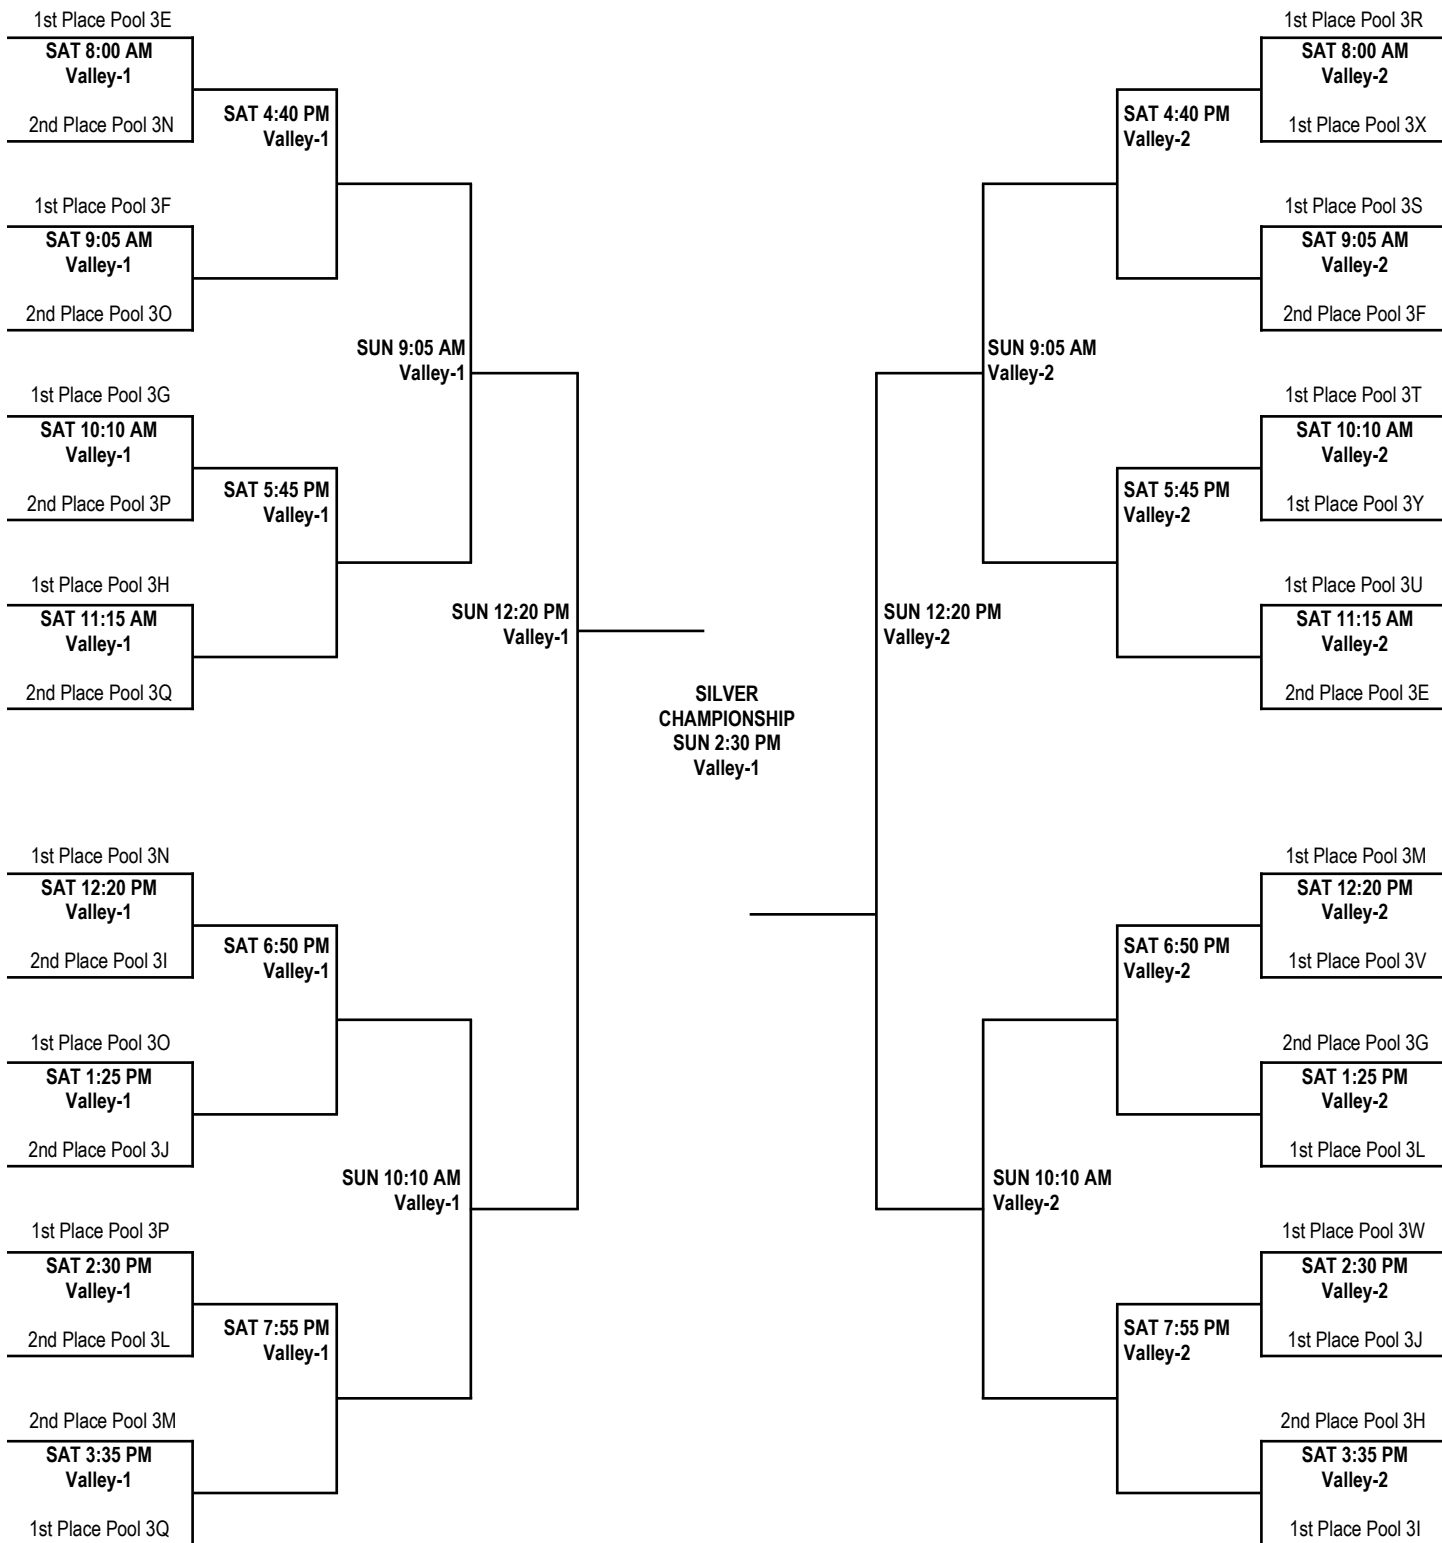 1st Place Pool 3E
SAT 8:00 AM
Valley-1
2nd Place Pool 3N
SAT 4:40 PM
Valley-1
1st Place Pool 3F
SAT 9:05 AM
Valley-1
2nd Place Pool 3O
SUN 9:05 AM
Valley-1
1st Place Pool 3G
SAT 10:10 AM
Valley-1
2nd Place Pool 3P
SAT 5:45 PM
Valley-1
1st Place Pool 3H
SAT 11:15 AM
Valley-1
2nd Place Pool 3Q
SUN 12:20 PM
Valley-1
1st Place Pool 3N
SAT 12:20 PM
Valley-1
2nd Place Pool 3I
SAT 6:50 PM
Valley-1
1st Place Pool 3O
SAT 1:25 PM
Valley-1
2nd Place Pool 3J
SUN 10:10 AM
Valley-1
1st Place Pool 3P
SAT 2:30 PM
Valley-1
2nd Place Pool 3L
SAT 7:55 PM
Valley-1
2nd Place Pool 3M
SAT 3:35 PM
Valley-1
1st Place Pool 3Q
SILVER
CHAMPIONSHIP
SUN 2:30 PM
Valley-1
1st Place Pool 3R
SAT 8:00 AM
Valley-2
1st Place Pool 3X
SAT 4:40 PM
Valley-2
1st Place Pool 3S
SAT 9:05 AM
Valley-2
2nd Place Pool 3F
SUN 9:05 AM
Valley-2
1st Place Pool 3T
SAT 10:10 AM
Valley-2
1st Place Pool 3Y
SAT 5:45 PM
Valley-2
1st Place Pool 3U
SAT 11:15 AM
Valley-2
2nd Place Pool 3E
SUN 12:20 PM
Valley-2
1st Place Pool 3M
SAT 12:20 PM
Valley-2
1st Place Pool 3V
SAT 6:50 PM
Valley-2
2nd Place Pool 3G
SAT 1:25 PM
Valley-2
1st Place Pool 3L
SUN 10:10 AM
Valley-2
1st Place Pool 3W
SAT 2:30 PM
Valley-2
1st Place Pool 3J
SAT 7:55 PM
Valley-2
2nd Place Pool 3H
SAT 3:35 PM
Valley-2
1st Place Pool 3I